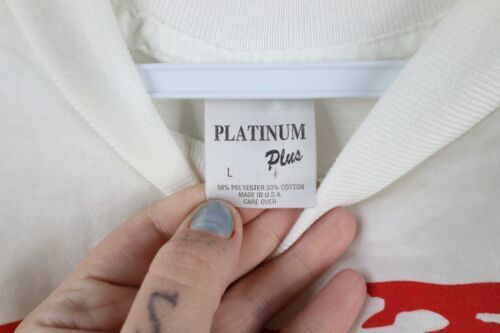 PLATINUM
Plus
L
50% POLYESTER 50% COTTON
MADE IN U.S.A.
CARE OVER